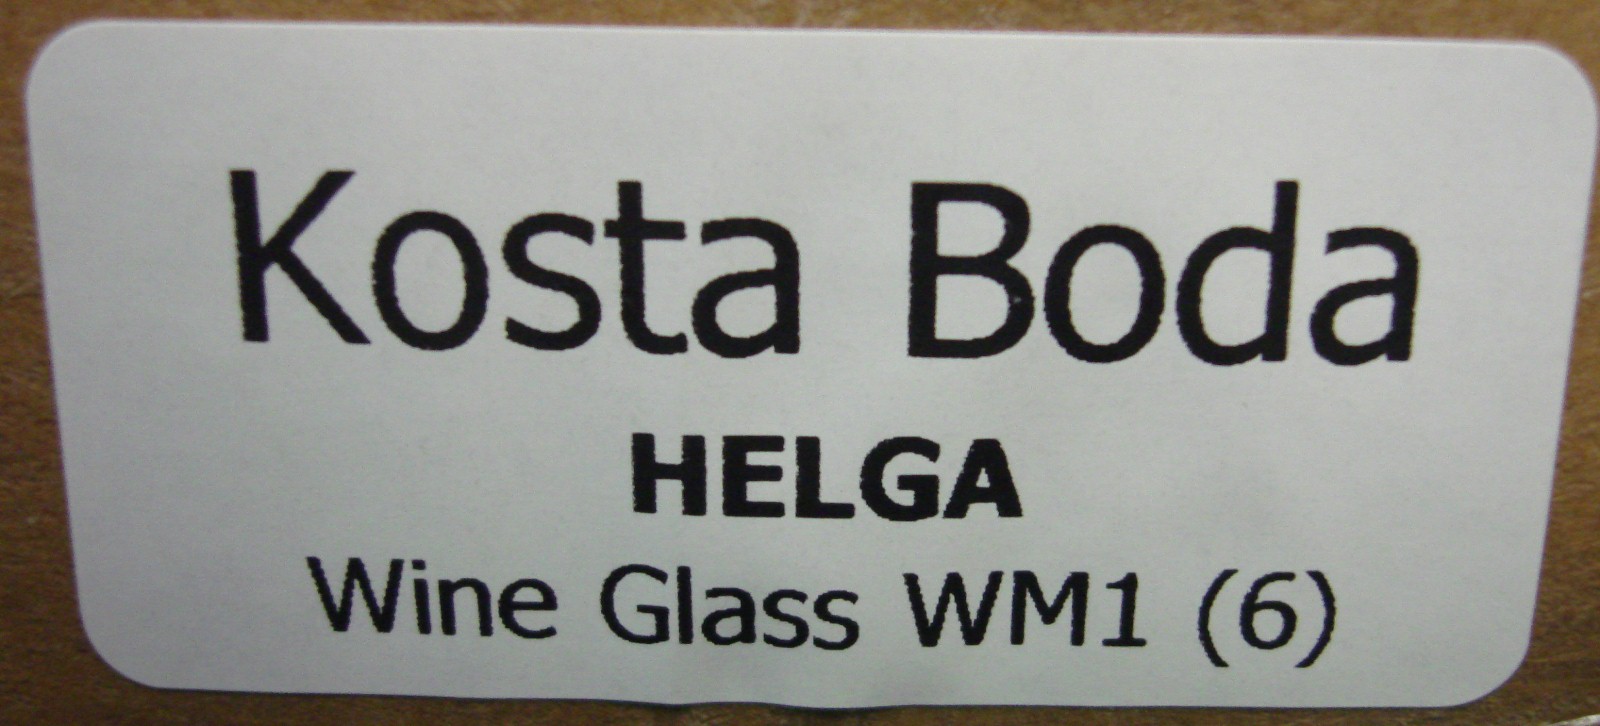 Kosta Boda
HELGA
Wine Glass WM1 (6)